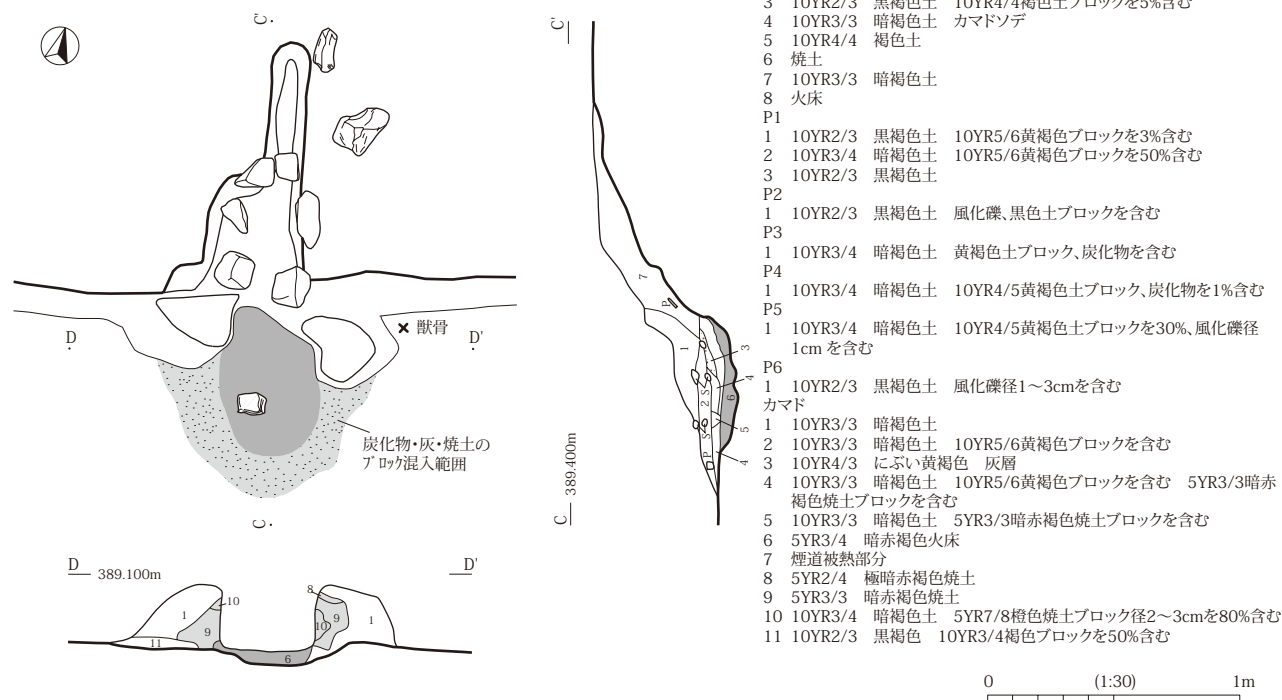 3　10YR2/3　黒褐色土　10YR4/4褐色土ブロックを5%含む
4　10YR3/3　暗褐色土　カマドソデ
5　10YR4/4　褐色土
6　焼土
7　10YR3/3　暗褐色土
8　火床
P1
1　10YR2/3　黒褐色土　10YR5/6黄褐色ブロックを3%含む
2　10YR3/4　暗褐色土　10YR5/6黄褐色ブロックを50%含む
3　10YR2/3　黒褐色土
P2
1　10YR2/3　黒褐色土　風化礫、黒色土ブロックを含む
P3
1　10YR3/4　暗褐色土　黄褐色土ブロック、炭化物を含む
P4
1　10YR3/4　暗褐色土　10YR4/5黄褐色土ブロック、炭化物を1%含む
P5
1　10YR3/4　暗褐色土　10YR4/5黄褐色土ブロックを30%、風化礫径
1cm を含む
P6
1　10YR2/3　黒褐色土　風化礫径1～3cmを含む
カマド
1　10YR3/3　暗褐色土
2　10YR3/3　暗褐色土　10YR5/6黄褐色ブロックを含む
3　10YR4/3　にぶい黄褐色　灰層
4　10YR3/3　暗褐色土　10YR5/6黄褐色ブロックを含む　5YR3/3暗赤
褐色焼土ブロックを含む
5　10YR3/3　暗褐色土　5YR3/3暗赤褐色焼土ブロックを含む
6　5YR3/4　暗赤褐色火床
7　煙道被熱部分
8　5YR2/4　極暗赤褐色焼土
9　5YR3/3　暗赤褐色焼土
10　10YR3/4　暗褐色土　5YR7/8橙色焼土ブロック径2～3cmを80%含む
11　10YR2/3　黒褐色　10YR3/4褐色ブロックを50%含む
C'
D
獣骨
D'
炭化物・灰・焼土の
ブロック混入範囲
C
C'
7
P
1
3
4
S
2
6
S
5
P
4
C
389.400m
D
389.100m
D'
1
10
9
11
6
8
9
10
1
0
(1:30)
1m